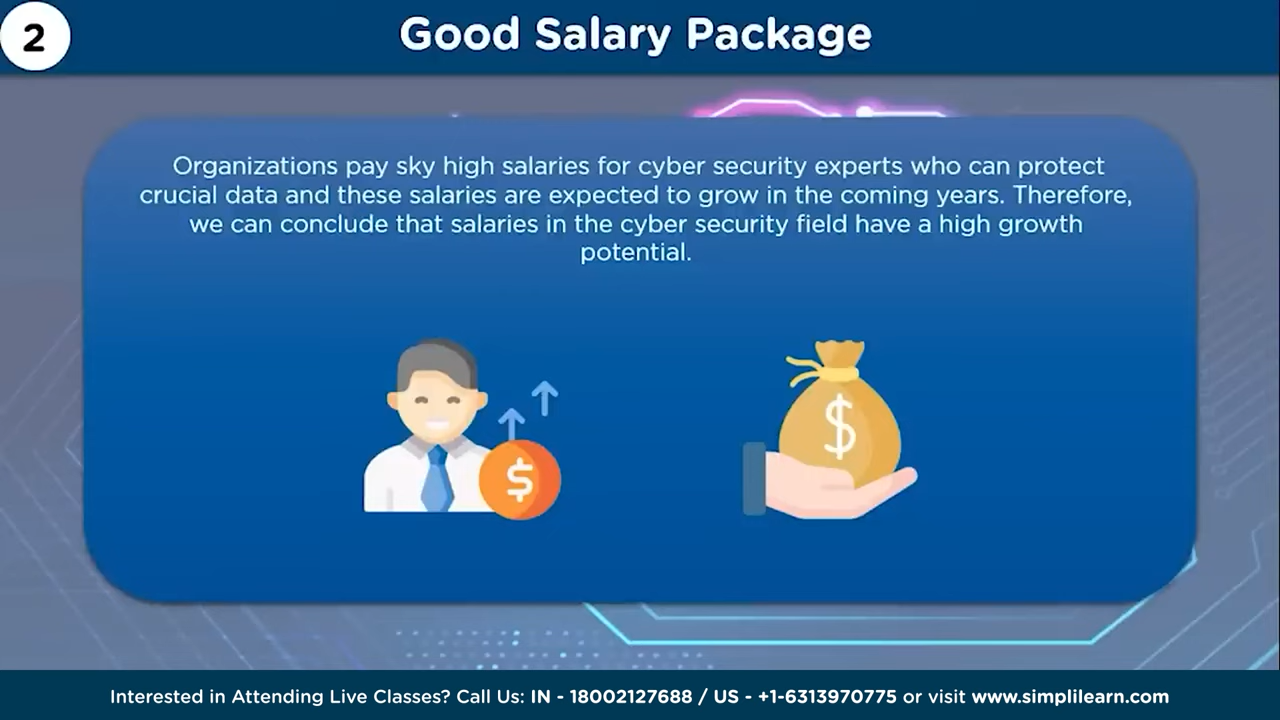 2
Good Salary Package
Organizations pay sky high salaries for cyber security experts who can protect
crucial data and these salaries are expected to grow in the coming years. Therefore,
we can conclude that salaries in the cyber security field have a high growth
potential.
$
$
Interested in Attending Live Classes? Call Us: IN - 18002127688 / US - +1-6313970775 or visit www.simplilearn.com